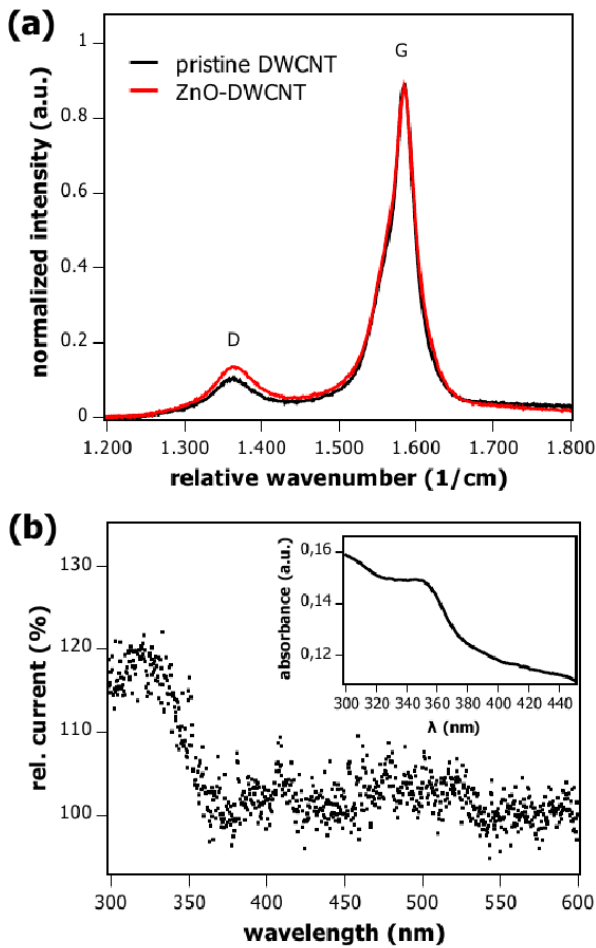 (a)
normalized intensity (a.u.)
1
0.8
0.6
0.4
0.2
0
pristine DWCNT
ZnO-DWCNT
G
D
1.200 1.300 1.400 1.500 1.600 1.700 1.800
relative wavenumber (1/cm)
(b)
rel. current (%)
130
120
110
100
absorbance (a.u.)
0,16
0,14
0,12
300 320 340 360 380 400 420 440
λ (nm)
300 350 400 450 500 550 600
wavelength (nm)